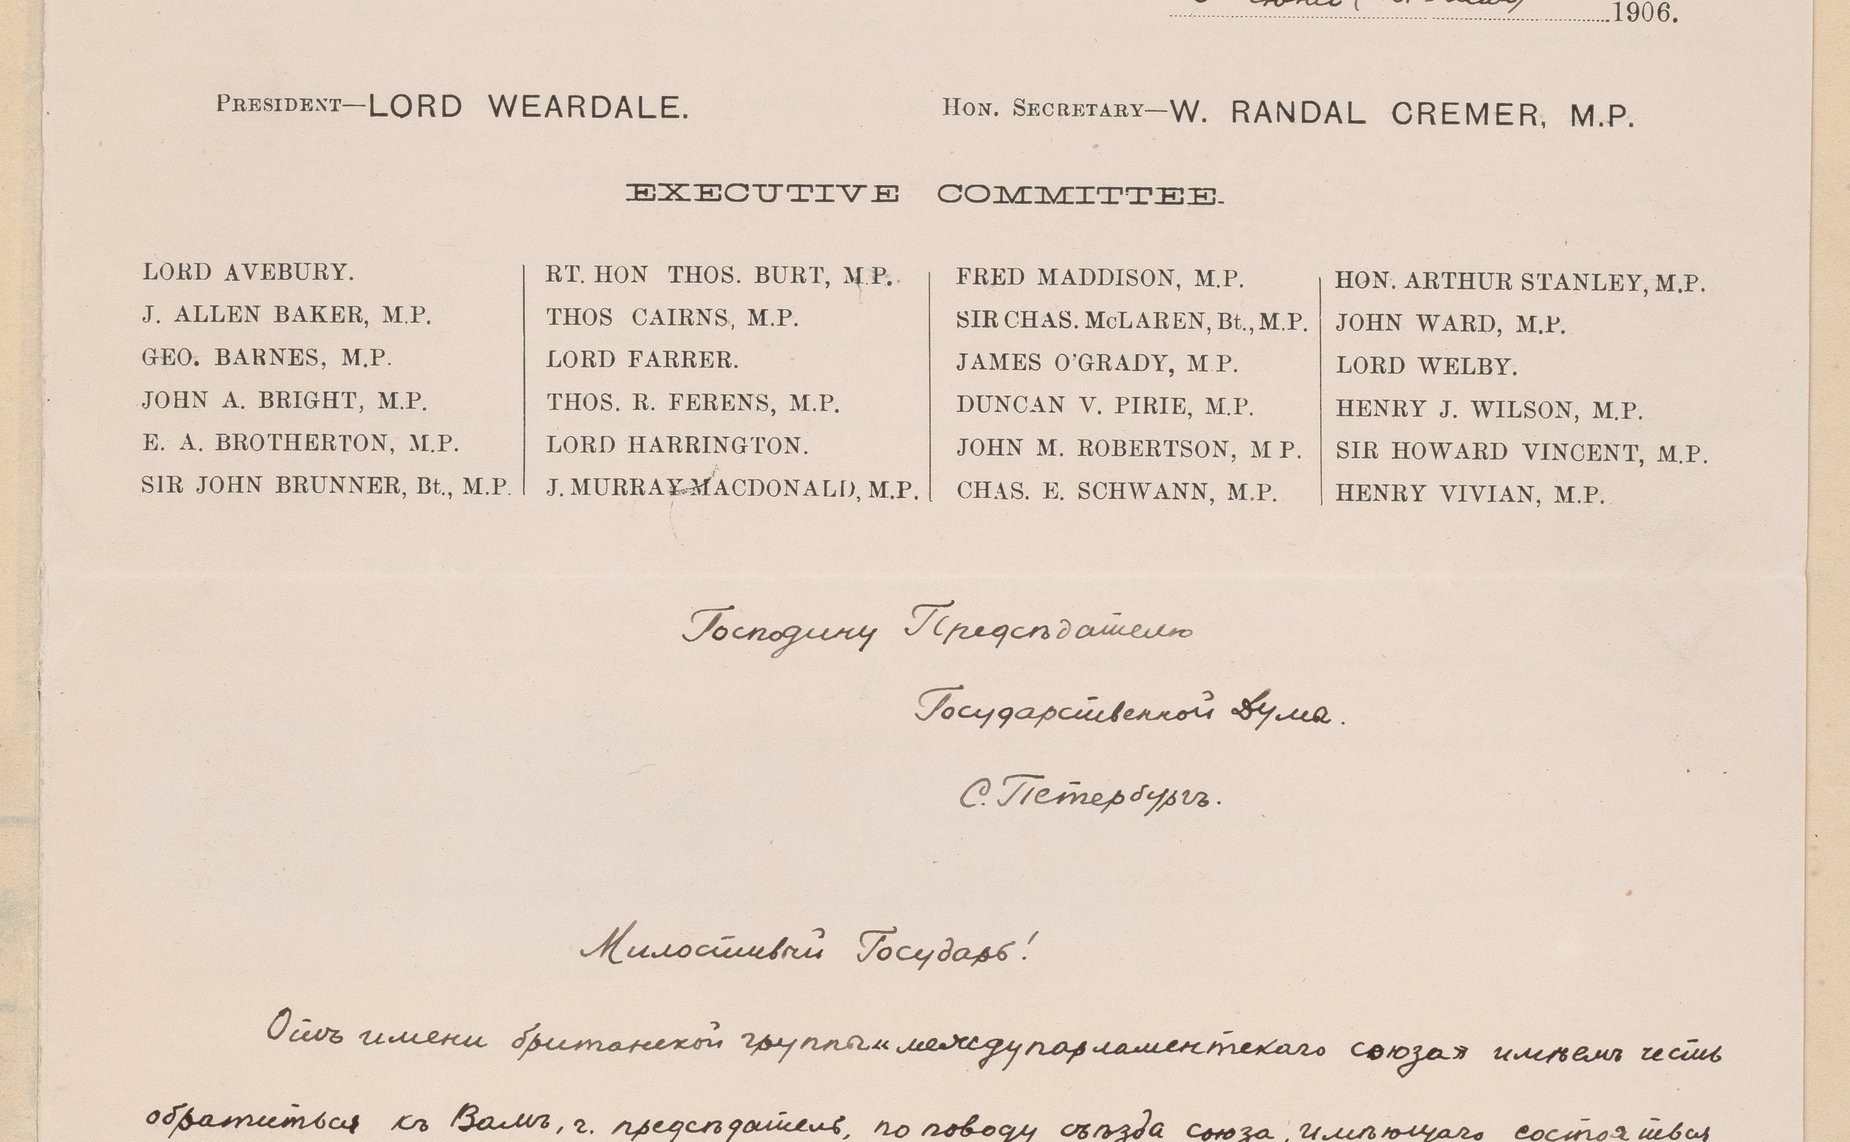 1906.
PRESIDENT—LORD WEARDALE.
HON. SECRETARY—W. RANDAL CREMER, M.P.
EXECUTIVE COMMITTEE.
LORD AVEBURY.
J. ALLEN BAKER, M.P.
GEO. BARNES, M.P.
JOHN A. BRIGHT, M.P.
E. A. BROTHERTON, M.P.
SIR JOHN BRUNNER, Bt., M.P.
RT. HON THOS. BURT, M.P.
THOS CAIRNS, M.P.
LORD FARRER.
THOS. R. FERENS, M.P.
LORD HARRINGTON.
J. MURRAY MACDONALD, M.P.
FRED MADDISON, M.P.
SIR CHAS. McLAREN, Bt., M.P.
JAMES O'GRADY, M.P.
DUNCAN V. PIRIE, M.P.
JOHN M. ROBERTSON, M P.
CHAS. E. SCHWANN, M.P.
HON. ARTHUR STANLEY, M.P.
JOHN WARD, M.P.
LORD WELBY.
HENRY J. WILSON, M.P.
SIR HOWARD VINCENT, M.P.
HENRY VIVIAN, M.P.
Господину Предсѣдателю
Государственной Дума.
С. Петербургъ.
Милостивый Государь!
Отъ имени британской группы „междупарламентскаго союза" имѣемъ честь
обратиться къ Вамъ, г. предсѣдатель, по поводу съѣзда союза, имѣющаго состояться